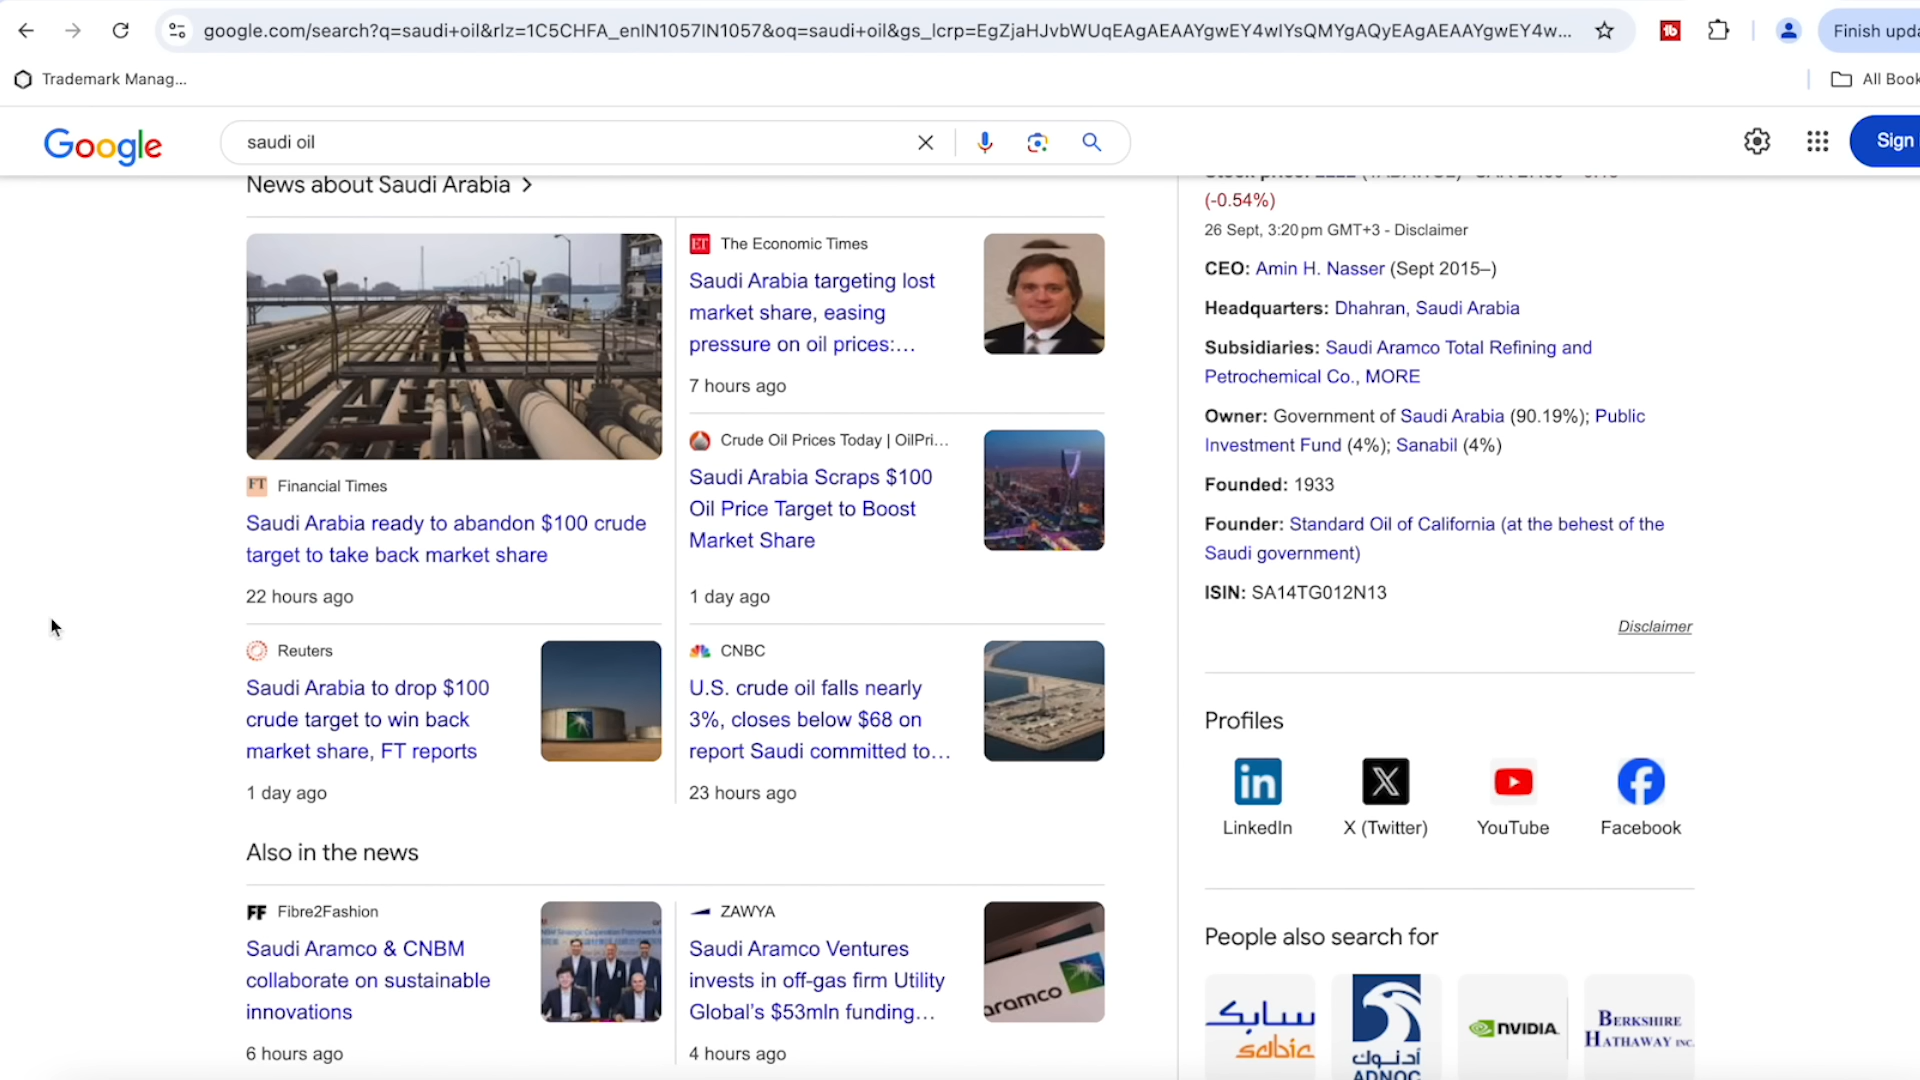 google.com/search?q=saudi+oil&rlz=1C5CHFA_enIN1057IN1057&oq=saudi+oil&gs_lcrp=EgZjaHJvbWUqEAgAEAAYgwEY4wIYsQMYgAQyEAgAEAAYgwEY4w...
Finish upda
Trademark Manag...
All Book
Google
saudi oil
Sign
News about Saudi Arabia >
Financial Times
Saudi Arabia ready to abandon $100 crude
target to take back market share
22 hours ago
The Economic Times
Saudi Arabia targeting lost
market share, easing
pressure on oil prices:...
7 hours ago
Crude Oil Prices Today | OilPri...
Saudi Arabia Scraps $100
Oil Price Target to Boost
Market Share
1 day ago
Reuters
Saudi Arabia to drop $100
crude target to win back
market share, FT reports
1 day ago
CNBC
U.S. crude oil falls nearly
3%, closes below $68 on
report Saudi committed to...
23 hours ago
Also in the news
Fibre2Fashion
Saudi Aramco & CNBM
collaborate on sustainable
innovations
6 hours ago
ZAWYA
Saudi Aramco Ventures
invests in off-gas firm Utility
Global's $53mln funding...
4 hours ago
aramco
(-0.54%)
26 Sept, 3:20 pm GMT+3 - Disclaimer
CEO: Amin H. Nasser (Sept 2015–)
Headquarters: Dhahran, Saudi Arabia
Subsidiaries: Saudi Aramco Total Refining and
Petrochemical Co., MORE
Owner: Government of Saudi Arabia (90.19%); Public
Investment Fund (4%); Sanabil (4%)
Founded: 1933
Founder: Standard Oil of California (at the behest of the
Saudi government)
ISIN: SA14TG012N13
Disclaimer
Profiles
LinkedIn
X (Twitter)
YouTube
Facebook
People also search for
سابك
sabic
أدنوك
ADNOC
NVIDIA
BERKSHIRE
HATHAWAY INC.